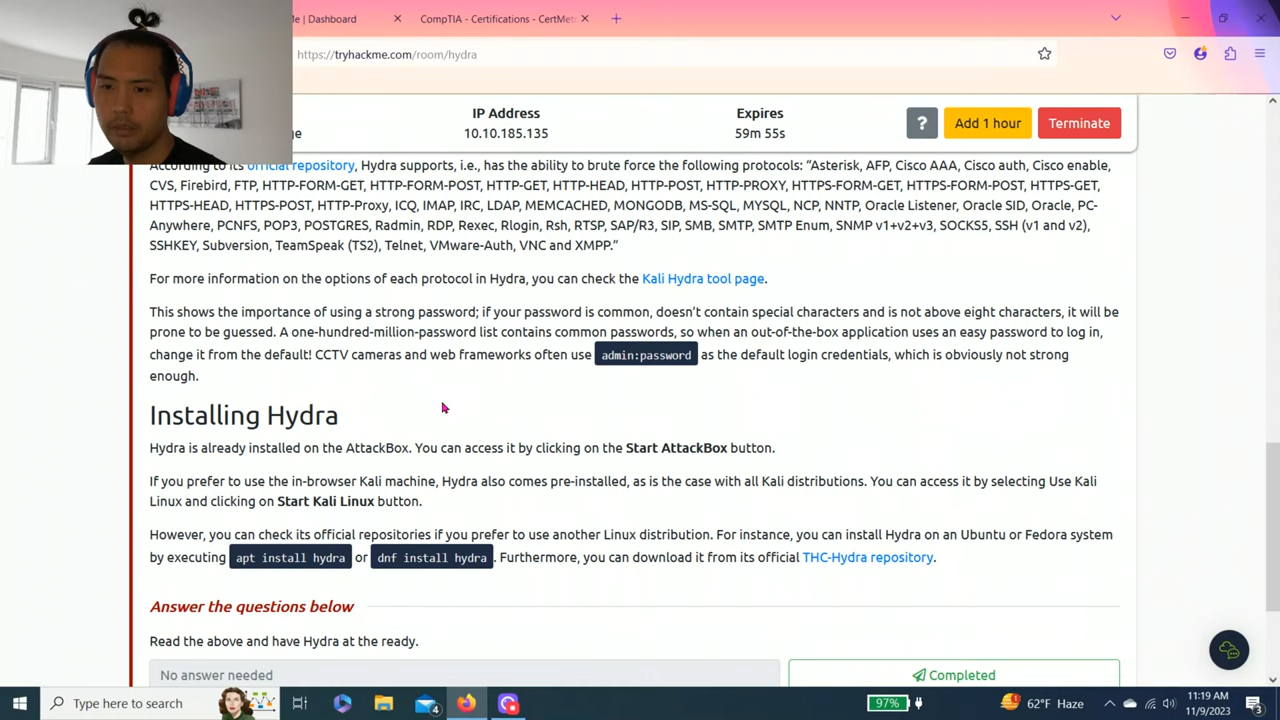 e | Dashboard
CompTIA - Certifications - CertMet
https://tryhackme.com/room/hydra
IP Address
Expires
ge
10.10.185.135
59m 55s
?
Add 1 hour
Terminate
According to its official repository, Hydra supports, i.e., has the ability to brute force the following protocols: “Asterisk, AFP, Cisco AAA, Cisco auth, Cisco enable,
CVS, Firebird, FTP, HTTP-FORM-GET, HTTP-FORM-POST, HTTP-GET, HTTP-HEAD, HTTP-POST, HTTP-PROXY, HTTPS-FORM-GET, HTTPS-FORM-POST, HTTPS-GET,
HTTPS-HEAD, HTTPS-POST, HTTP-Proxy, ICQ, IMAP, IRC, LDAP, MEMCACHED, MONGODB, MS-SQL, MYSQL, NCP, NNTP, Oracle Listener, Oracle SID, Oracle, PC-
Anywhere, PCNFS, POP3, POSTGRES, Radmin, RDP, Rexec, Rlogin, Rsh, RTSP, SAP/R3, SIP, SMB, SMTP, SMTP Enum, SNMP v1+v2+v3, SOCKS5, SSH (v1 and v2),
SSHKEY, Subversion, TeamSpeak (TS2), Telnet, VMware-Auth, VNC and XMPP.”
For more information on the options of each protocol in Hydra, you can check the Kali Hydra tool page.
This shows the importance of using a strong password; if your password is common, doesn’t contain special characters and is not above eight characters, it will be
prone to be guessed. A one-hundred-million-password list contains common passwords, so when an out-of-the-box application uses an easy password to log in,
change it from the default! CCTV cameras and web frameworks often use admin:password as the default login credentials, which is obviously not strong
enough.
Installing Hydra
Hydra is already installed on the AttackBox. You can access it by clicking on the Start AttackBox button.
If you prefer to use the in-browser Kali machine, Hydra also comes pre-installed, as is the case with all Kali distributions. You can access it by selecting Use Kali
Linux and clicking on Start Kali Linux button.
However, you can check its official repositories if you prefer to use another Linux distribution. For instance, you can install Hydra on an Ubuntu or Fedora system
by executing apt install hydra or dnf install hydra. Furthermore, you can download it from its official THC-Hydra repository.
Answer the questions below
Read the above and have Hydra at the ready.
No answer needed
Completed
Type here to search
4
97%
62°F Haze
11:19 AM
11/9/2023
3